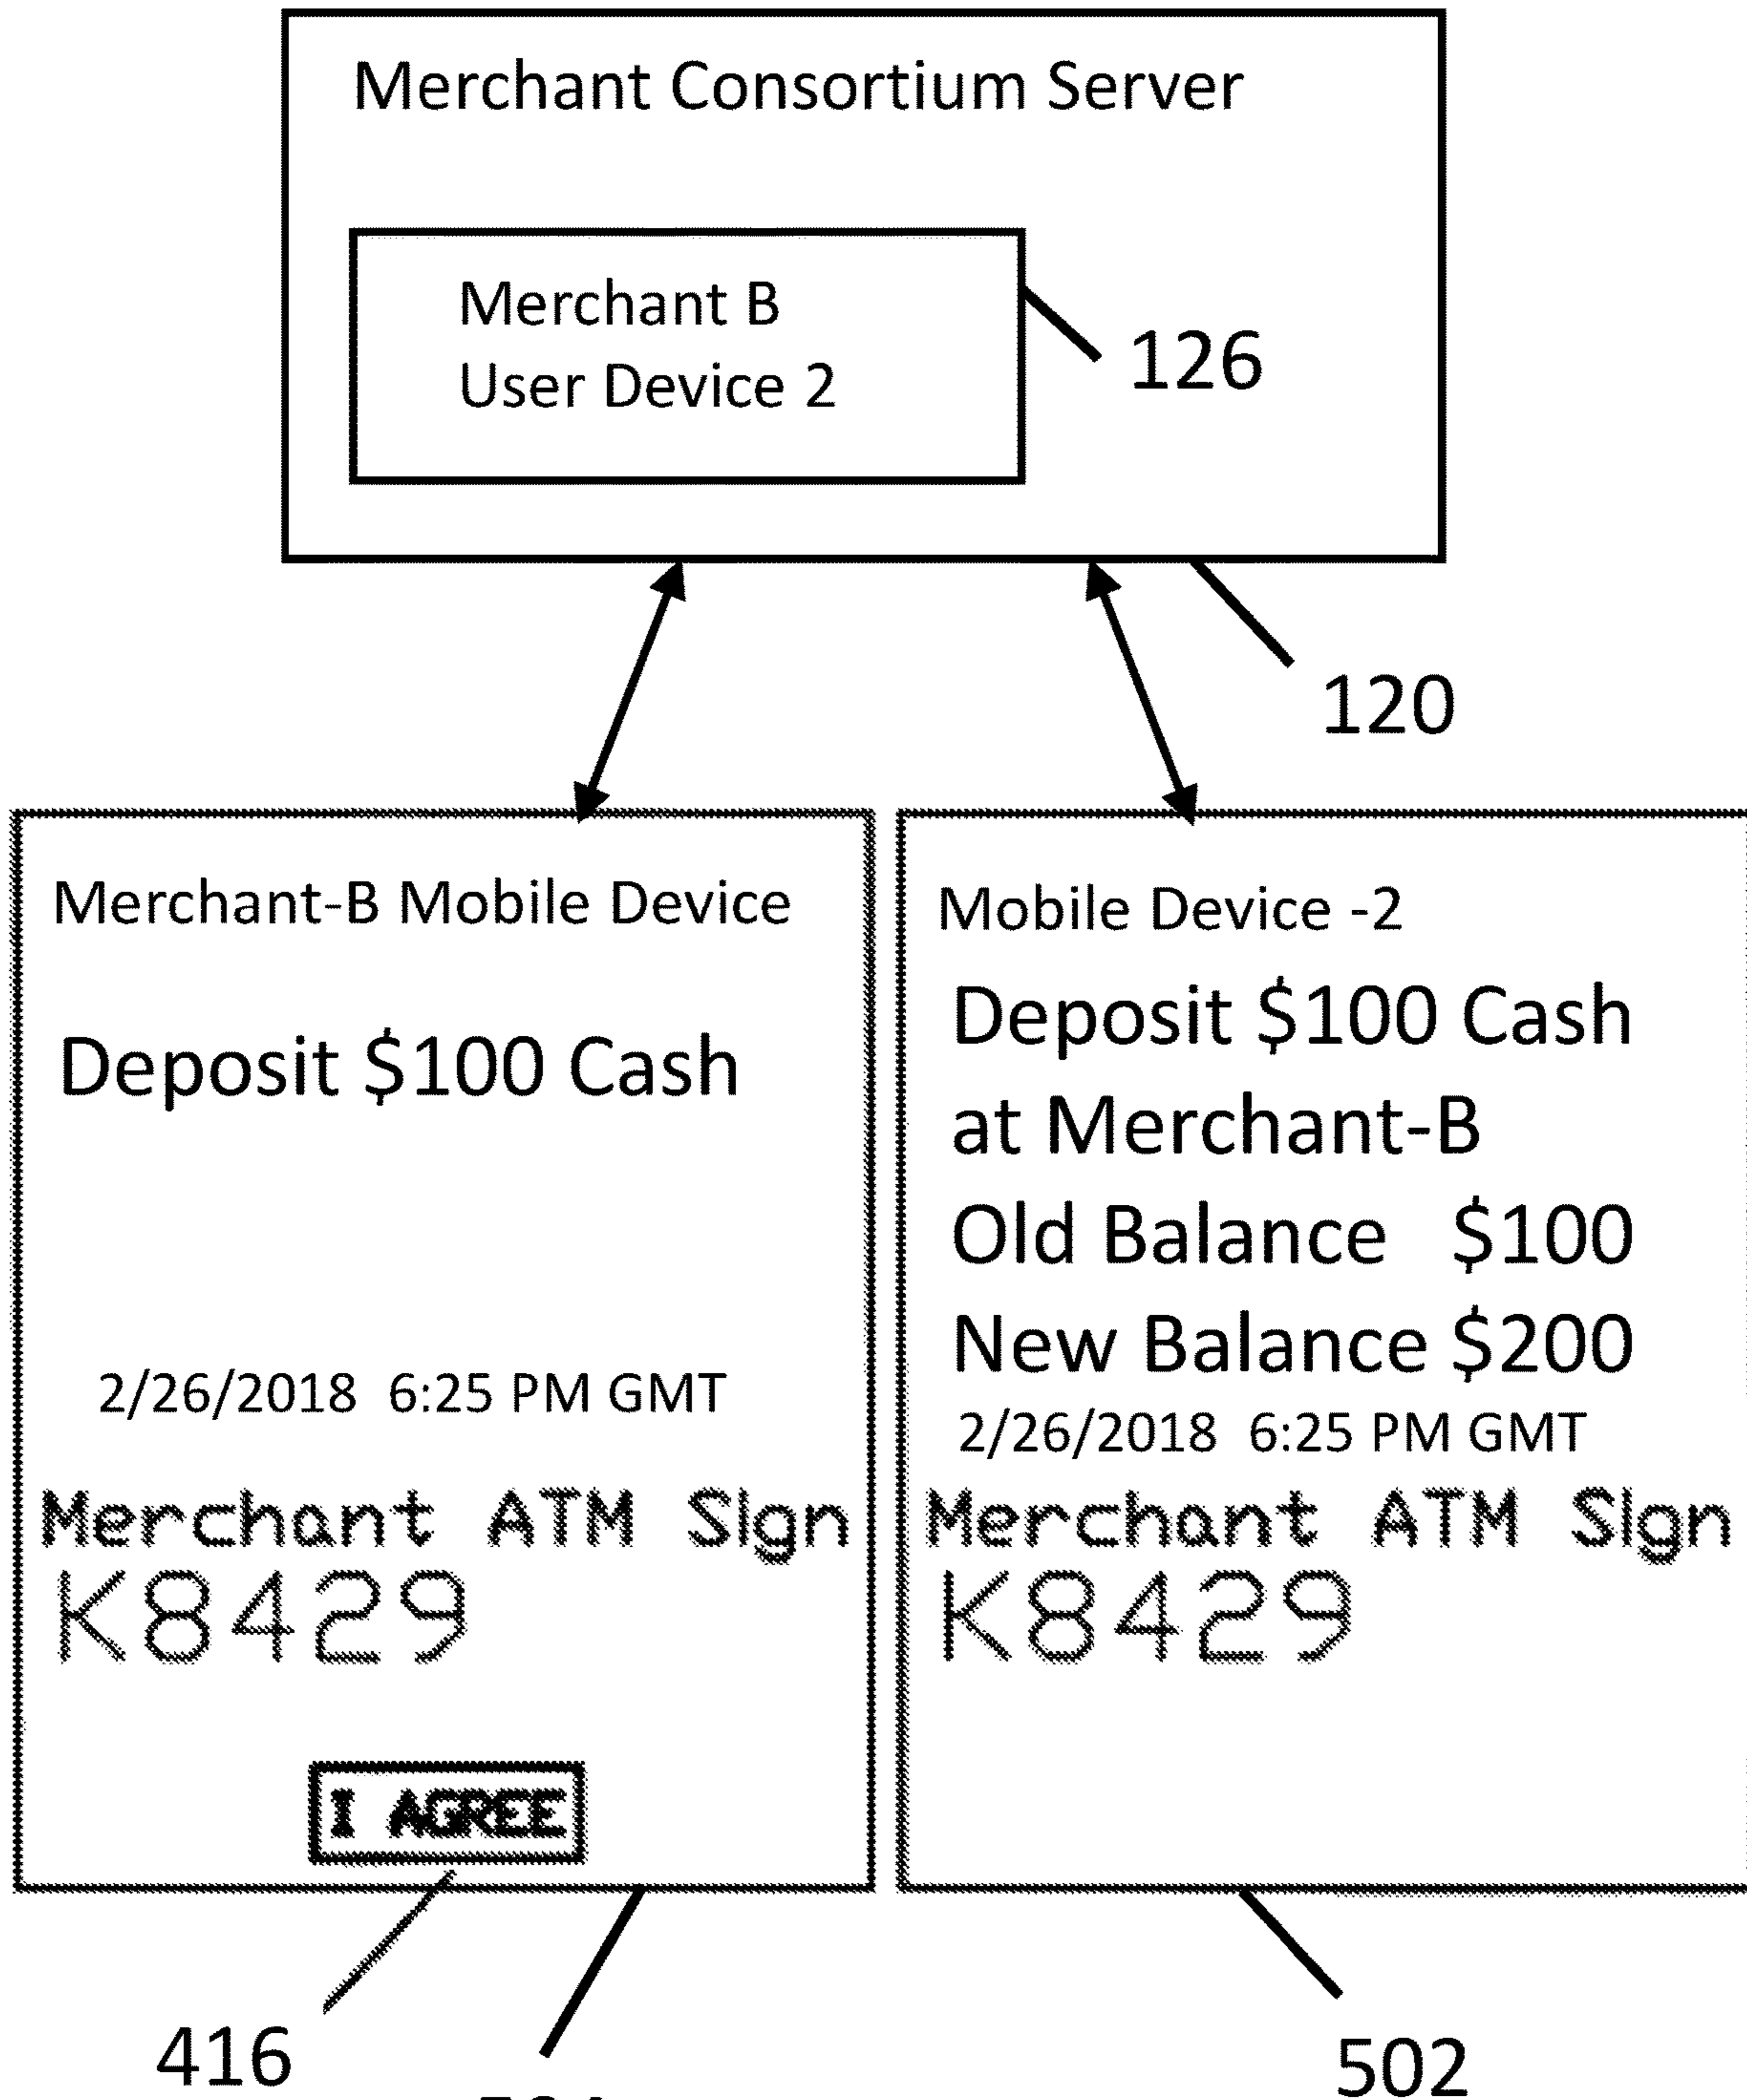 Merchant Consortium Server
Merchant B
User Device 2
126
120
Merchant-B Mobile Device
Deposit $100 Cash
2/26/2018 6:25 PM GMT
Merchant ATM Sign
K8429
I AGREE
416
Mobile Device -2
Deposit $100 Cash
at Merchant-B
Old Balance $100
New Balance $200
2/26/2018 6:25 PM GMT
Merchant ATM Sign
K8429
502